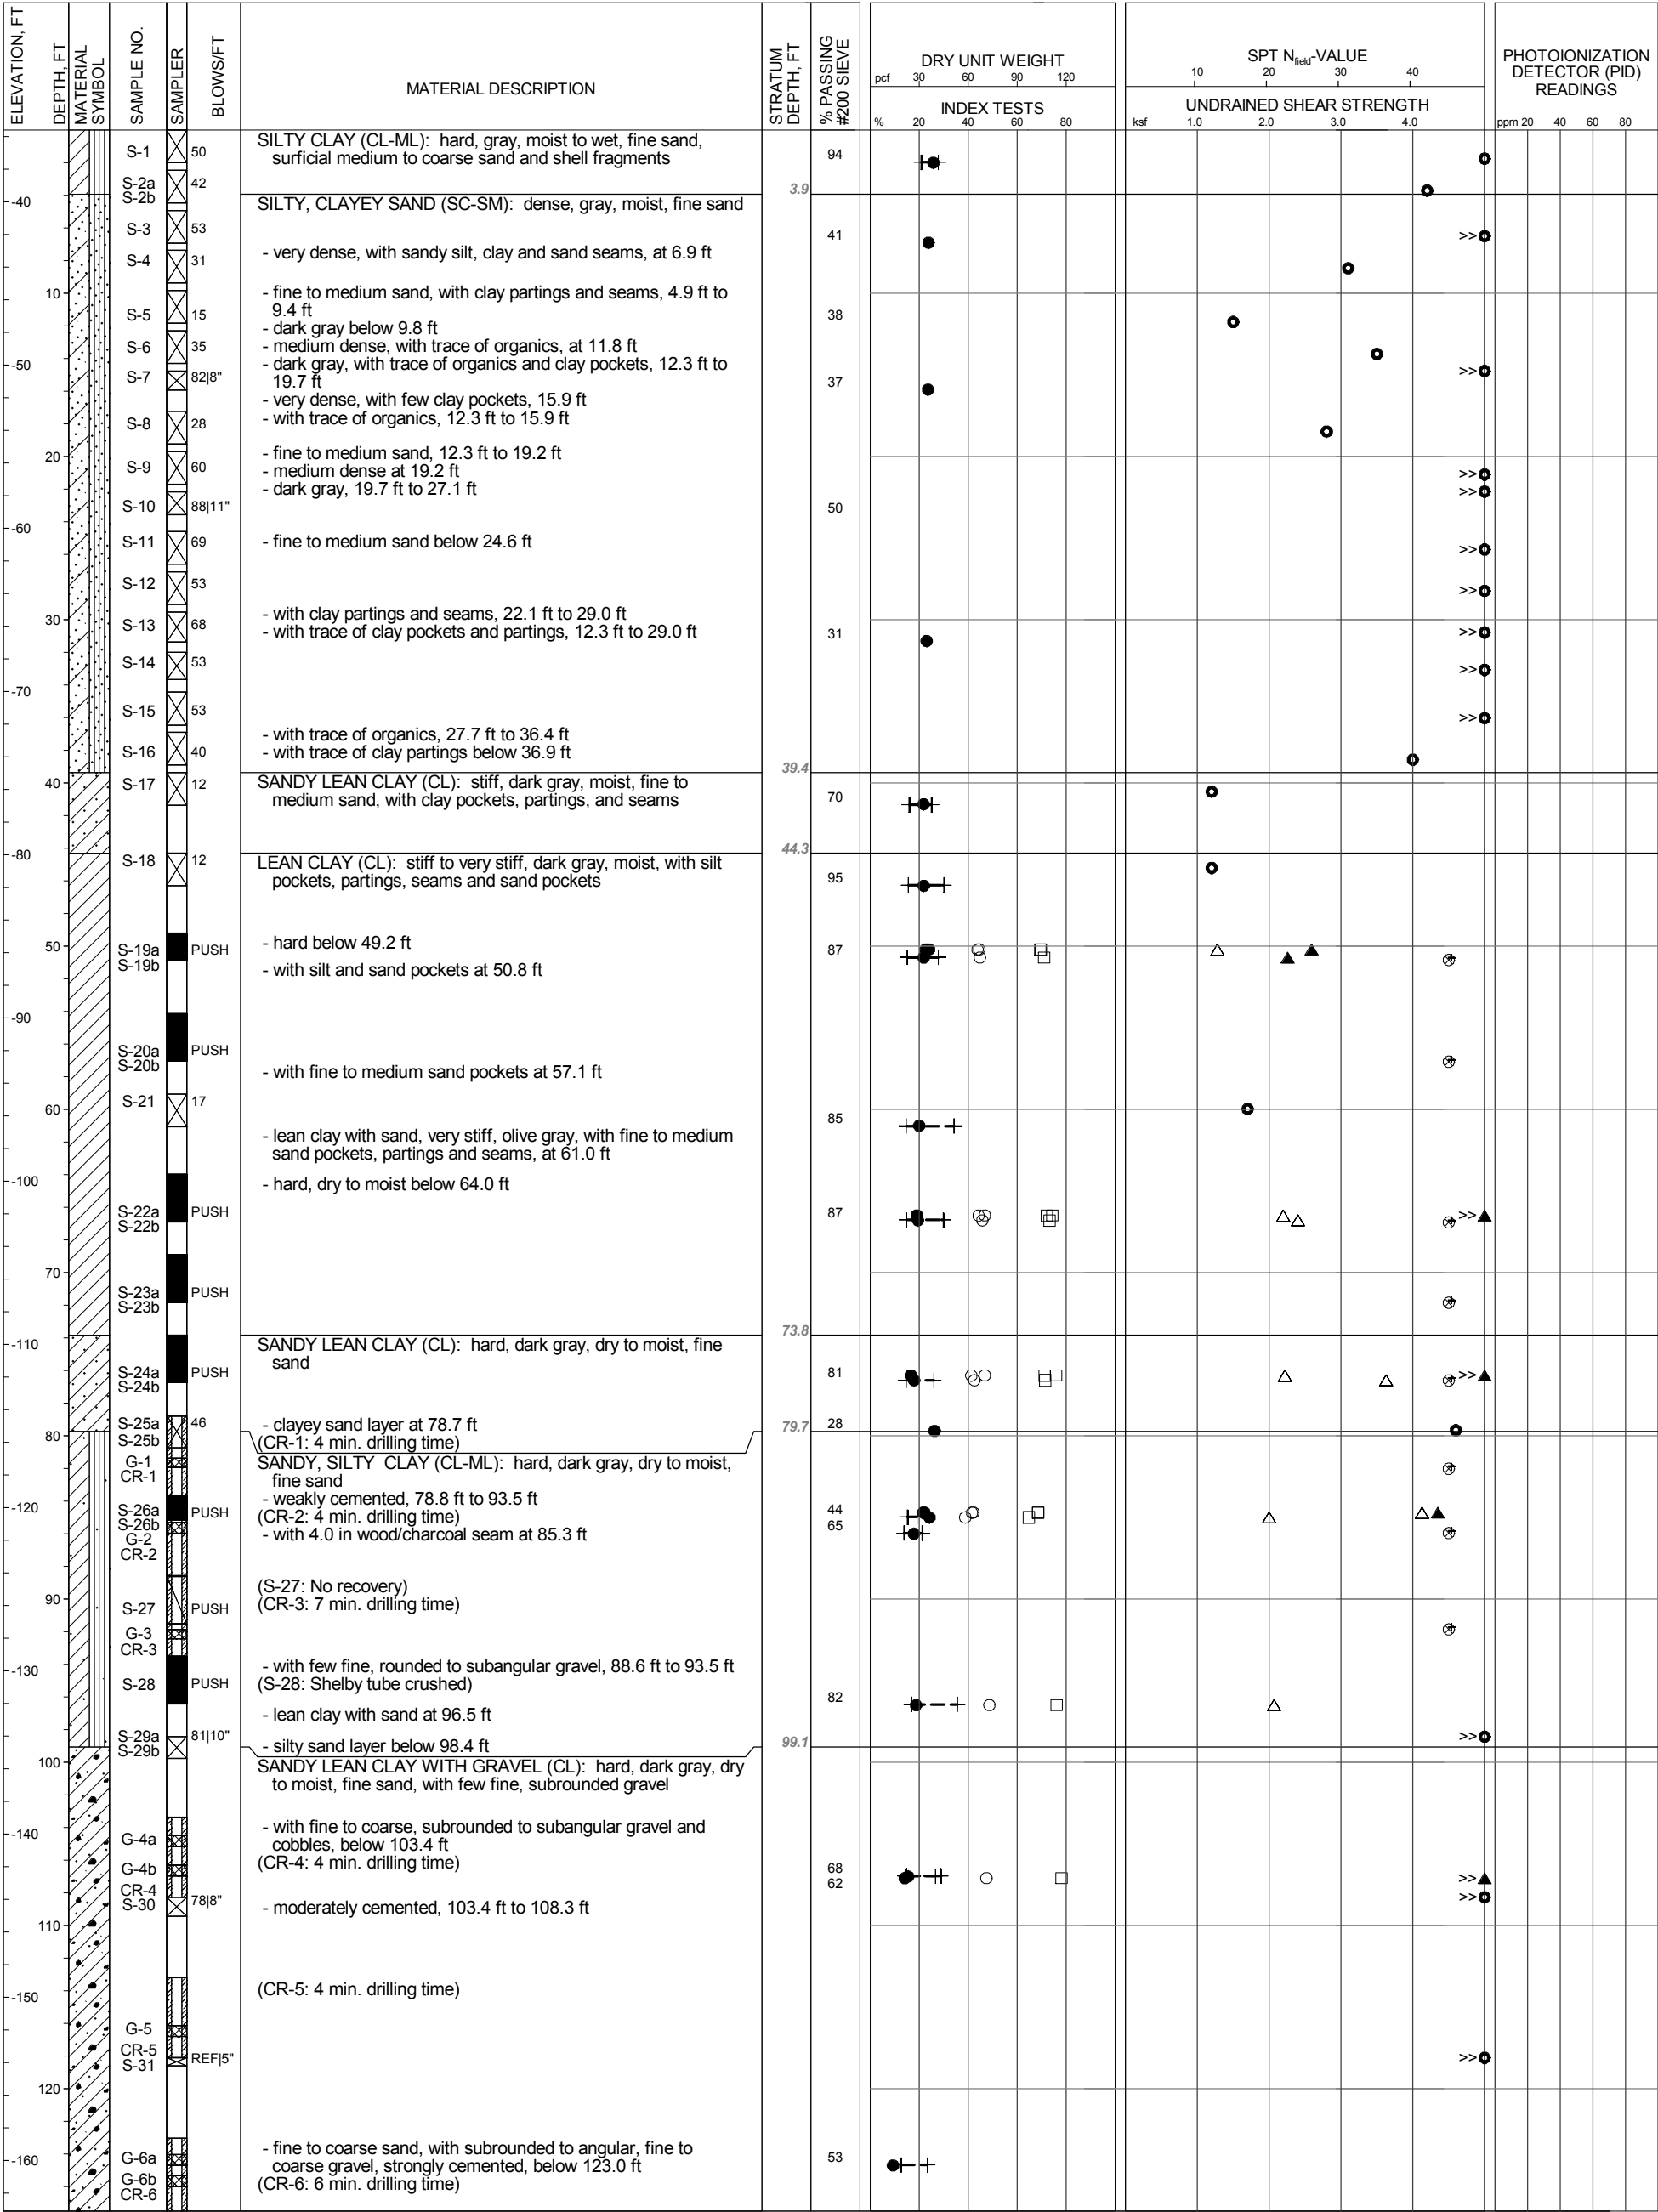 ELEVATION, FT
DEPTH, FT
MATERIAL SYMBOL
SAMPLE NO.
SAMPLER
BLOWS/FT
MATERIAL DESCRIPTION
STRATUM DEPTH, FT
% PASSING #200 SIEVE
DRY UNIT WEIGHT
pcf 30 60 90 120
INDEX TESTS
% 20 40 60 80
SPT Nfield-VALUE
10 20 30 40
UNDRAINED SHEAR STRENGTH
ksf 1.0 2.0 3.0 4.0
PHOTOIONIZATION DETECTOR (PID) READINGS
ppm 20 40 60 80
SILTY CLAY (CL-ML): hard, gray, moist to wet, fine sand,
surficial medium to coarse sand and shell fragments
S-1 50 94
S-2a 42
S-2b
3.9
-40
SILTY, CLAYEY SAND (SC-SM): dense, gray, moist, fine sand
S-3 53 41 >>
- very dense, with sandy silt, clay and sand seams, at 6.9 ft
S-4 31
10
- fine to medium sand, with clay partings and seams, 4.9 ft to
9.4 ft
S-5 15 38
- dark gray below 9.8 ft
S-6 35
- medium dense, with trace of organics, at 11.8 ft
-50
- dark gray, with trace of organics and clay pockets, 12.3 ft to
19.7 ft
S-7 82|8" 37 >>
- very dense, with few clay pockets, 15.9 ft
- with trace of organics, 12.3 ft to 15.9 ft
S-8 28
- fine to medium sand, 12.3 ft to 19.2 ft
20
S-9 60 >>
- medium dense at 19.2 ft
- dark gray, 19.7 ft to 27.1 ft
S-10 88|11" 50 >>
-60
S-11 69 >>
- fine to medium sand below 24.6 ft
S-12 53 >>
- with clay partings and seams, 22.1 ft to 29.0 ft
30
S-13 68 31 >>
- with trace of clay pockets and partings, 12.3 ft to 29.0 ft
S-14 53 >>
-70
S-15 53 >>
- with trace of organics, 27.7 ft to 36.4 ft
S-16 40
- with trace of clay partings below 36.9 ft
39.4
40
S-17 12 70
SANDY LEAN CLAY (CL): stiff, dark gray, moist, fine to
medium sand, with clay pockets, partings, and seams
44.3
-80
S-18 12 95
LEAN CLAY (CL): stiff to very stiff, dark gray, moist, with silt
pockets, partings, seams and sand pockets
- hard below 49.2 ft
50
S-19a PUSH 87
S-19b
- with silt and sand pockets at 50.8 ft
-90
S-20a PUSH
S-20b
- with fine to medium sand pockets at 57.1 ft
S-21 17
60
85
- lean clay with sand, very stiff, olive gray, with fine to medium
sand pockets, partings and seams, at 61.0 ft
-100
- hard, dry to moist below 64.0 ft
S-22a PUSH 87 >>
S-22b
70
S-23a PUSH
S-23b
73.8
-110
SANDY LEAN CLAY (CL): hard, dark gray, dry to moist, fine
sand
S-24a PUSH 81 >>
S-24b
S-25a 46 28
- clayey sand layer at 78.7 ft
79.7
80
S-25b
(CR-1: 4 min. drilling time)
G-1
SANDY, SILTY CLAY (CL-ML): hard, dark gray, dry to moist,
fine sand
CR-1
- weakly cemented, 78.8 ft to 93.5 ft
-120
S-26a PUSH 44
(CR-2: 4 min. drilling time)
S-26b 65
- with 4.0 in wood/charcoal seam at 85.3 ft
G-2
CR-2
(S-27: No recovery)
90
(CR-3: 7 min. drilling time)
S-27 PUSH
G-3
CR-3
-130
- with few fine, rounded to subangular gravel, 88.6 ft to 93.5 ft
S-28 PUSH 82
(S-28: Shelby tube crushed)
- lean clay with sand at 96.5 ft
S-29a 81|10" >>
S-29b
- silty sand layer below 98.4 ft
99.1
100
SANDY LEAN CLAY WITH GRAVEL (CL): hard, dark gray, dry
to moist, fine sand, with few fine, subrounded gravel
-140
- with fine to coarse, subrounded to subangular gravel and
cobbles, below 103.4 ft
G-4a
(CR-4: 4 min. drilling time)
G-4b 68
62 >>
CR-4
S-30 78|8" >>
- moderately cemented, 103.4 ft to 108.3 ft
110
(CR-5: 4 min. drilling time)
-150
G-5
CR-5
S-31 REF|5" >>
120
- fine to coarse sand, with subrounded to angular, fine to
coarse gravel, strongly cemented, below 123.0 ft
-160
G-6a 53
G-6b
(CR-6: 6 min. drilling time)
CR-6